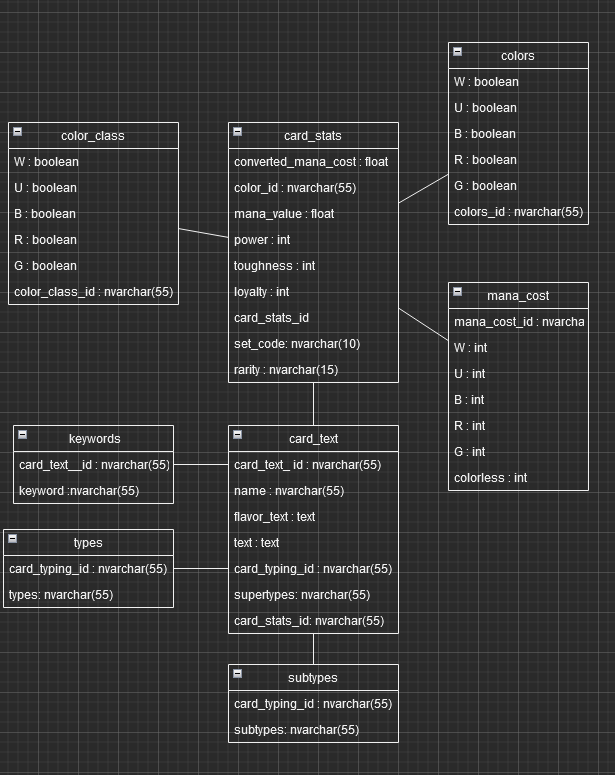 colors
W : boolean
U : boolean
B : boolean
R : boolean
G : boolean
colors_id : nvarchar(55)
color_class
W : boolean
U : boolean
B : boolean
R : boolean
G : boolean
color_class_id : nvarchar(55)
card_stats
converted_mana_cost : float
color_id : nvarchar(55)
mana_value : float
power : int
toughness : int
loyalty : int
card_stats_id
set_code: nvarchar(10)
rarity : nvarchar(15)
mana_cost
mana_cost_id : nvarcha
W : int
U : int
B : int
R : int
G : int
colorless : int
keywords
card_text__id : nvarchar(55)
keyword :nvarchar(55)
card_text
card_text_ id : nvarchar(55)
name : nvarchar(55)
flavor_text : text
text : text
card_typing_id : nvarchar(55)
supertypes: nvarchar(55)
card_stats_id: nvarchar(55)
types
card_typing_id : nvarchar(55)
types: nvarchar(55)
subtypes
card_typing_id : nvarchar(55)
subtypes: nvarchar(55)